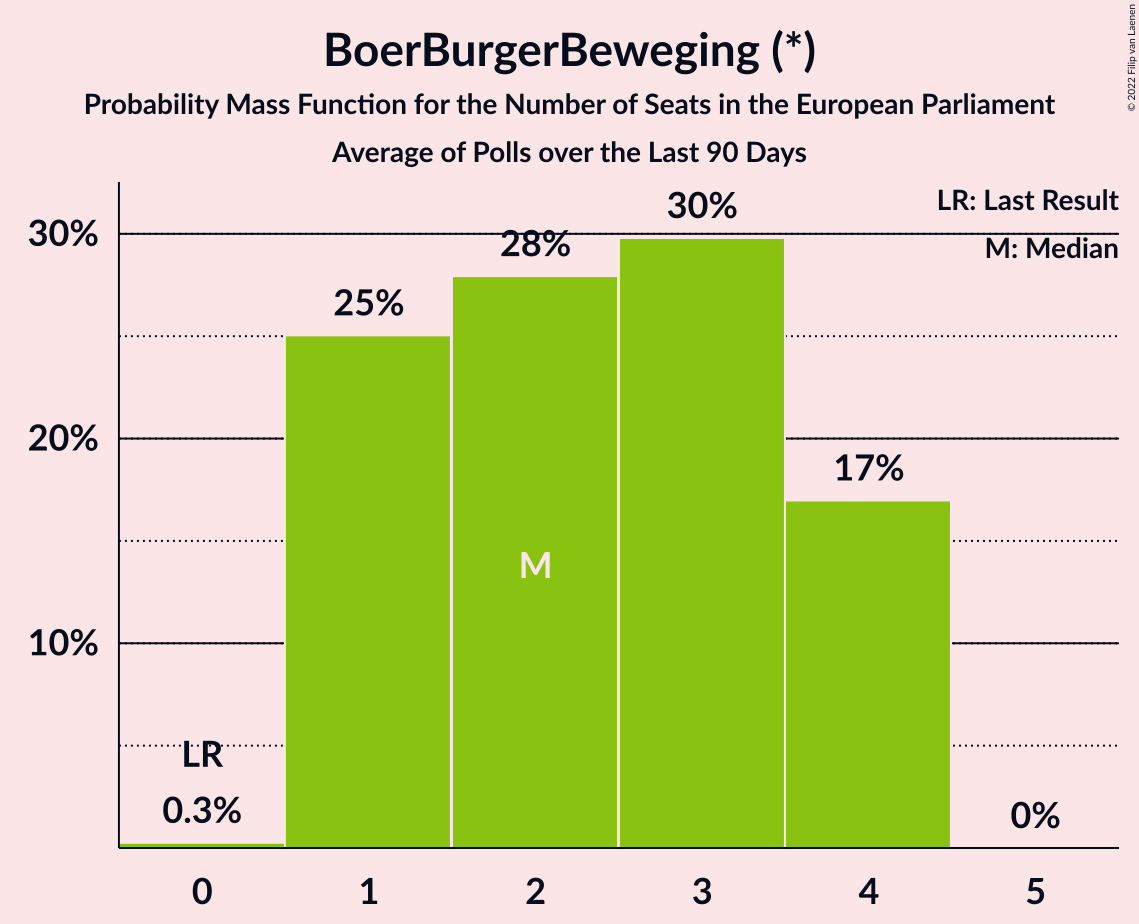 BoerBurgerBeweging (*)
Probability Mass Function for the Number of Seats in the European Parliament
Average of Polls over the Last 90 Days
© 2022 Filip van Laenen
LR: Last Result
M: Median
30%
20%
10%
LR
0.3%
25%
28%
M
30%
17%
0%
0 1 2 3 4 5